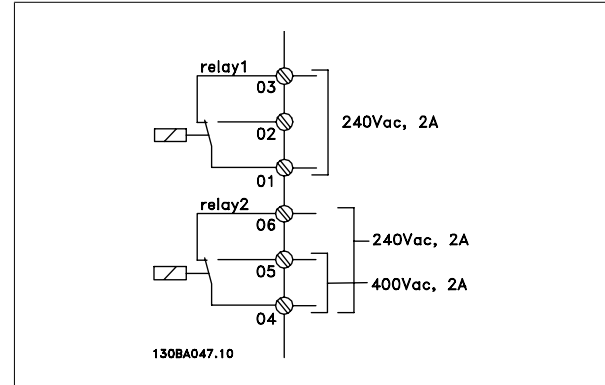 relay1
03
240Vac, 2A
02
01
relay2
06
240Vac, 2A
05
400Vac, 2A
04
130BA047.10